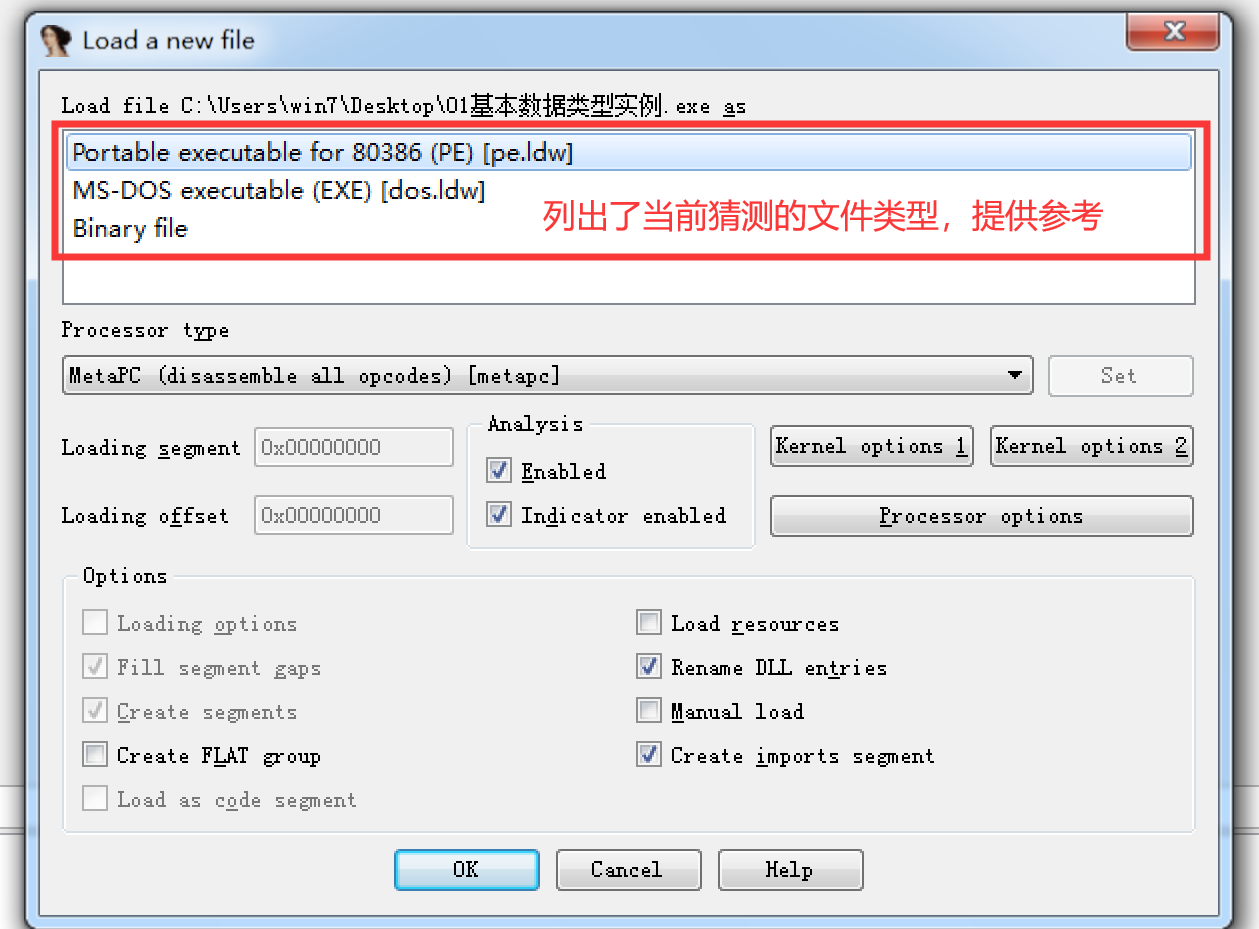 Load a new file
Load file C:\Users\win7\Desktop\01基本数据类型实例.exe as
Portable executable for 80386 (PE) [pe.ldw]
MS-DOS executable (EXE) [dos.ldw]
Binary file
列出了当前猜测的文件类型，提供参考
Processor type
MetaPC (disassemble all opcodes) [metapc]
Set
Loading segment
0x00000000
Loading offset
0x00000000
Analysis
Enabled
Indicator enabled
Kernel options 1
Kernel options 2
Processor options
Options
Loading options
Fill segment gaps
Create segments
Create FLAT group
Load as code segment
Load resources
Rename DLL entries
Manual load
Create imports segment
OK
Cancel
Help